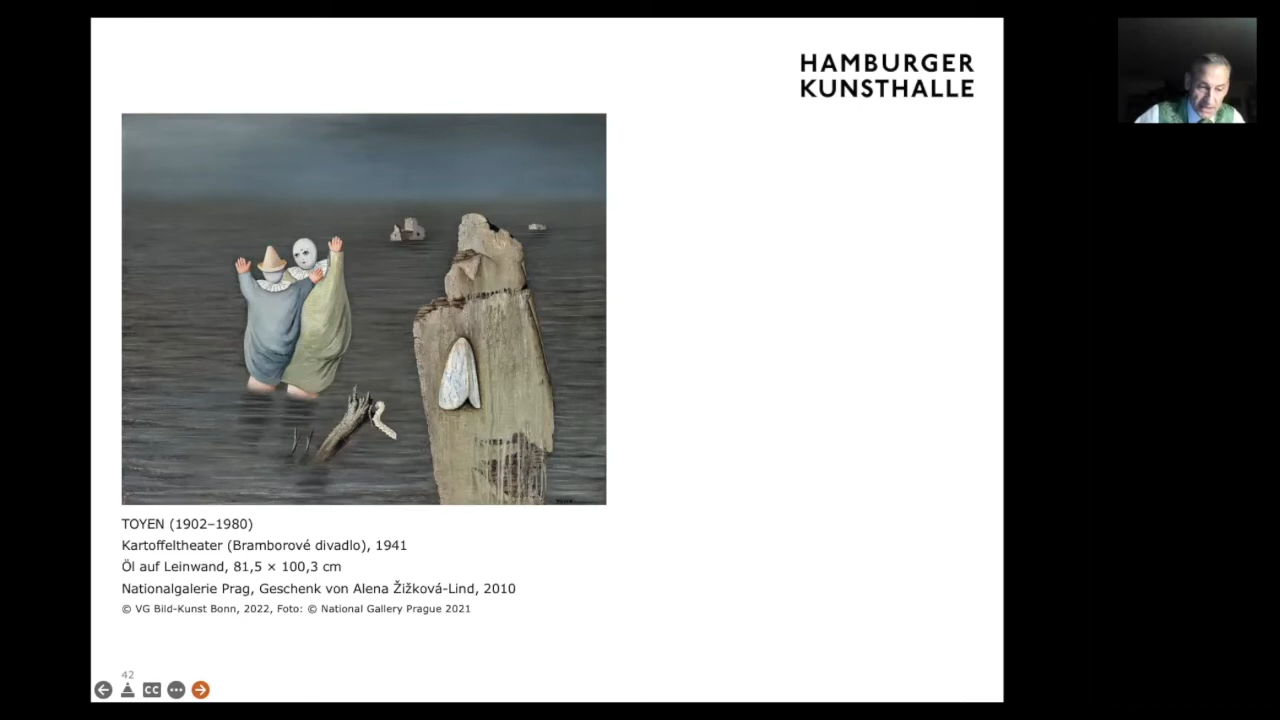 HAMBURGER
KUNSTHALLE
TOYEN (1902–1980)
Kartoffeltheater (Bramborové divadlo), 1941
Öl auf Leinwand, 81,5 × 100,3 cm
Nationalgalerie Prag, Geschenk von Alena Žižková-Lind, 2010
© VG Bild-Kunst Bonn, 2022, Foto: © National Gallery Prague 2021
42
CC